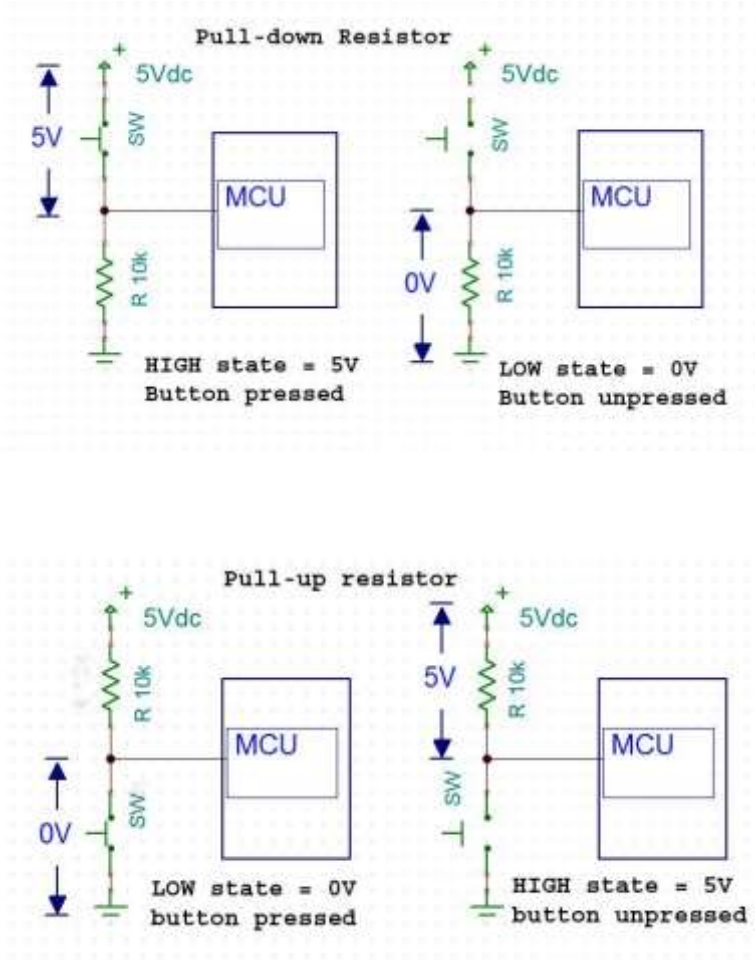 Pull-down Resistor
+
5Vdc
5V
SW
MCU
R 10k
HIGH state = 5V
Button pressed
+
5Vdc
SW
MCU
0V
R 10k
LOW state = 0V
Button unpressed
Pull-up resistor
+
5Vdc
R 10k
MCU
0V
SW
LOW state = 0V
button pressed
+
5Vdc
5V
R 10k
MCU
SW
HIGH state = 5V
button unpressed